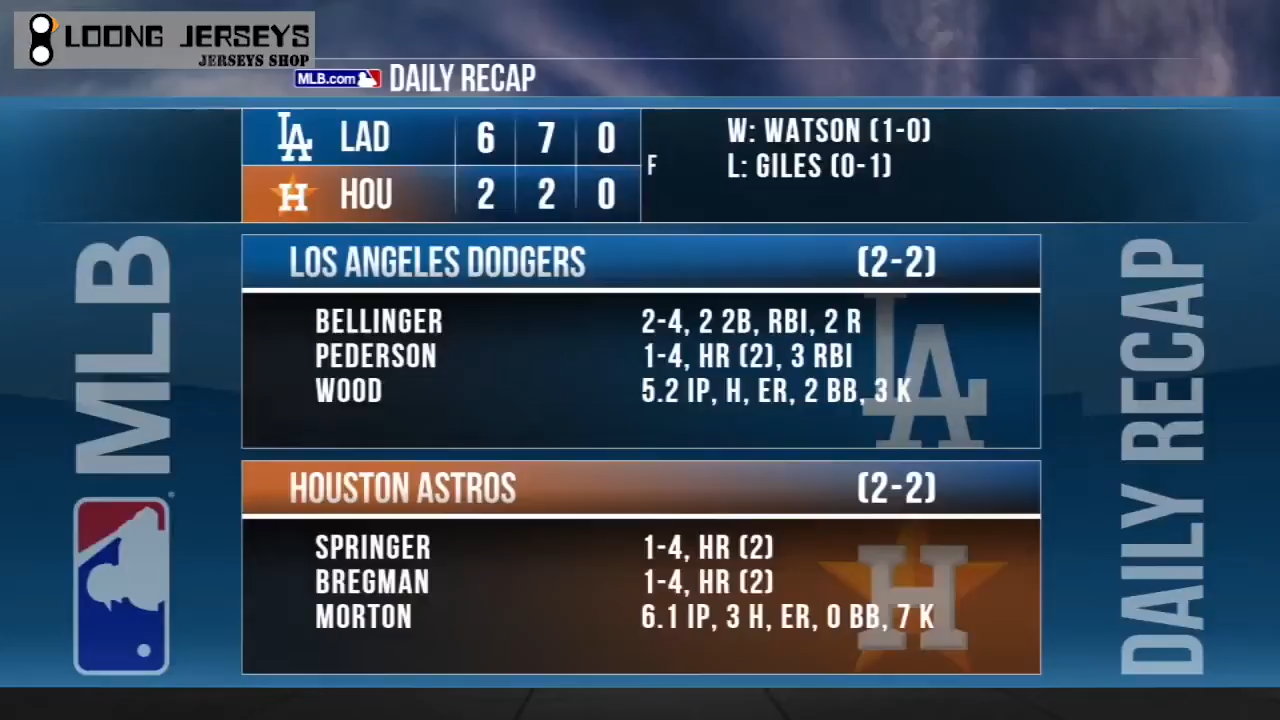 LOONG JERSEYS
JERSEYS SHOP
MLB.com DAILY RECAP
LAD 6 7 0
HOU 2 2 0
F
W: WATSON (1-0)
L: GILES (0-1)
MLB
LOS ANGELES DODGERS (2-2)
BELLINGER 2-4, 2 2B, RBI, 2 R
PEDERSON 1-4, HR (2), 3 RBI
WOOD 5.2 IP, H, ER, 2 BB, 3 K
LA
HOUSTON ASTROS (2-2)
SPRINGER 1-4, HR (2)
BREGMAN 1-4, HR (2)
MORTON 6.1 IP, 3 H, ER, 0 BB, 7 K
H
DAILY RECAP